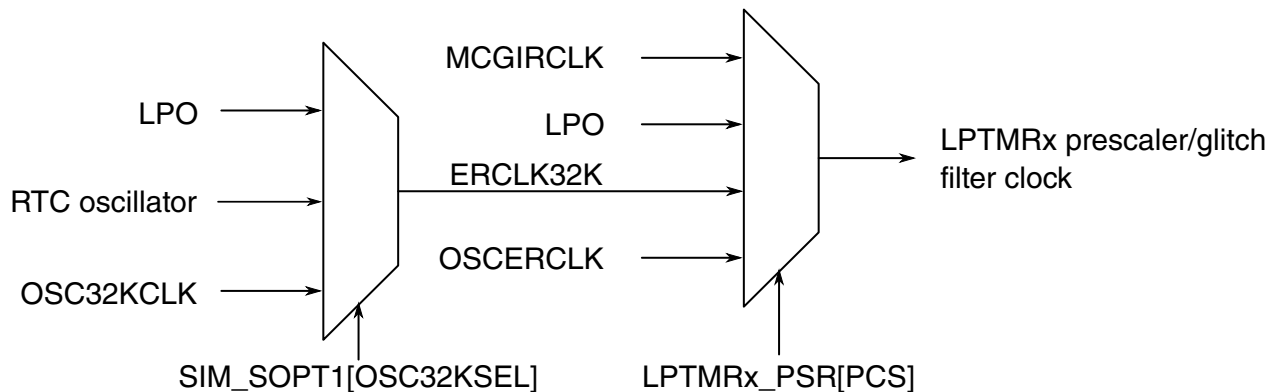 MCGIRCLK
LPO
LPO
LPTMRx prescaler/glitch
filter clock
ERCLK32K
RTC oscillator
OSCERCLK
OSC32KCLK
SIM_SOPT1[OSC32KSEL]
LPTMRx_PSR[PCS]